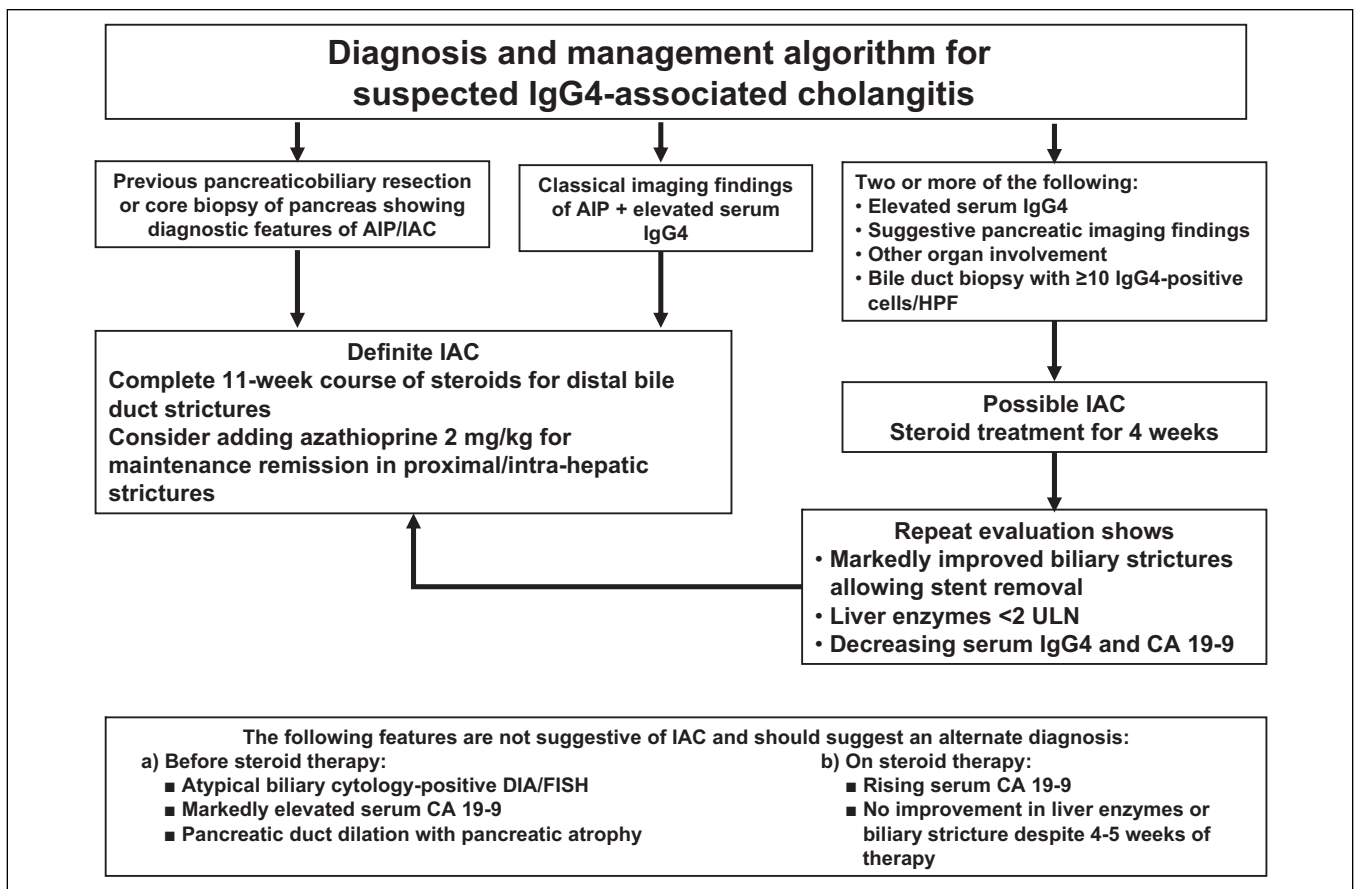 Diagnosis and management algorithm for
suspected IgG4-associated cholangitis
Previous pancreaticobiliary resection
or core biopsy of pancreas showing
diagnostic features of AIP/IAC
Classical imaging findings
of AIP + elevated serum
IgG4
Two or more of the following:
• Elevated serum IgG4
• Suggestive pancreatic imaging findings
• Other organ involvement
• Bile duct biopsy with ≥10 IgG4-positive
cells/HPF
Definite IAC
Complete 11-week course of steroids for distal bile
duct strictures
Consider adding azathioprine 2 mg/kg for
maintenance remission in proximal/intra-hepatic
strictures
Possible IAC
Steroid treatment for 4 weeks
Repeat evaluation shows
• Markedly improved biliary strictures
allowing stent removal
• Liver enzymes <2 ULN
• Decreasing serum IgG4 and CA 19-9
The following features are not suggestive of IAC and should suggest an alternate diagnosis:
a) Before steroid therapy:
■ Atypical biliary cytology-positive DIA/FISH
■ Markedly elevated serum CA 19-9
■ Pancreatic duct dilation with pancreatic atrophy
b) On steroid therapy:
■ Rising serum CA 19-9
■ No improvement in liver enzymes or
biliary stricture despite 4-5 weeks of
therapy